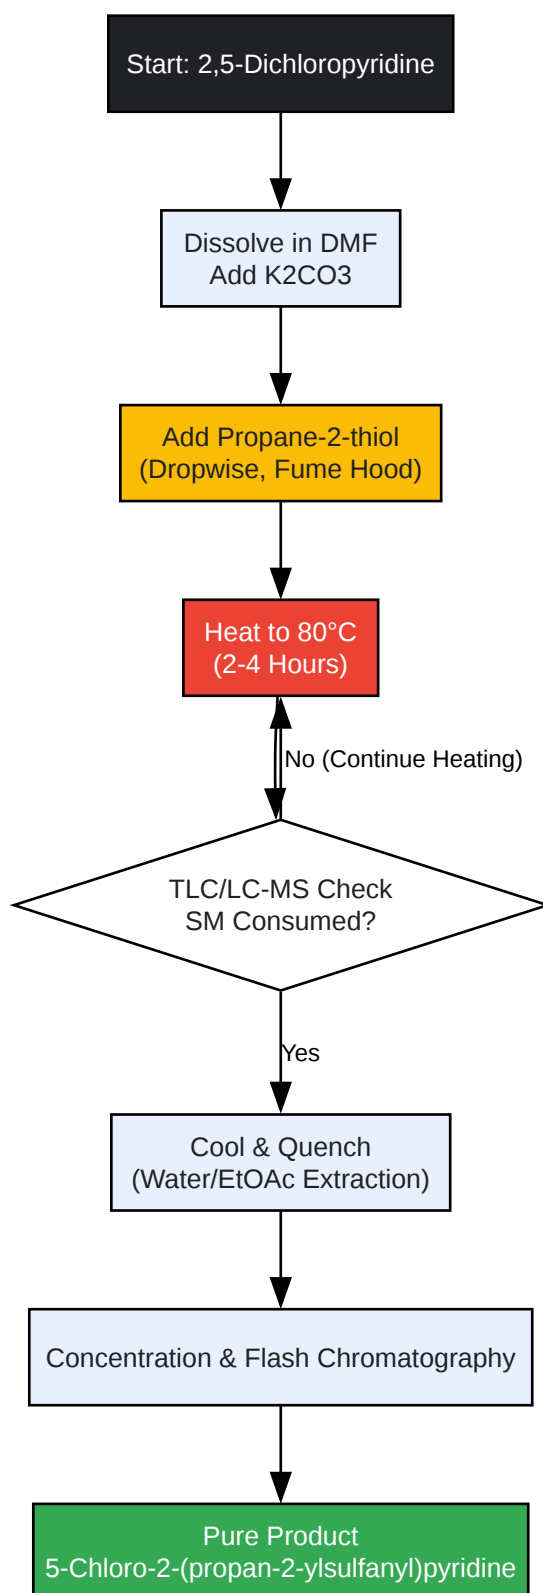 Start: 2,5-Dichloropyridine
Dissolve in DMF
Add K2CO3
Add Propane-2-thiol
(Dropwise, Fume Hood)
Heat to 80°C
(2-4 Hours)
No (Continue Heating)
TLC/LC-MS Check
SM Consumed?
Yes
Cool & Quench
(Water/EtOAc Extraction)
Concentration & Flash Chromatography
Pure Product
5-Chloro-2-(propan-2-ylsulfanyl)pyridine